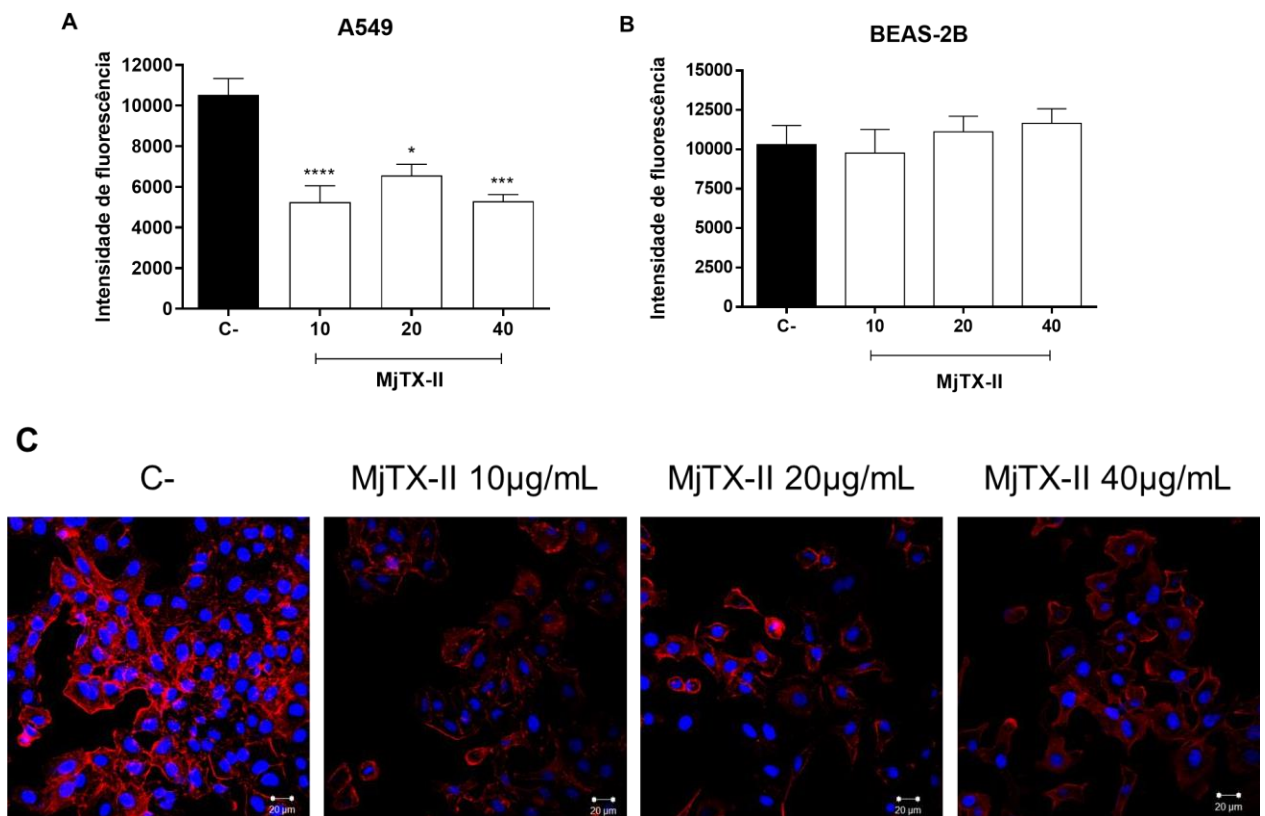 A
A549
Intensidade de fluorescência
12000
10000
8000
6000
4000
2000
0
****
*
***
C-
10
20
40
MjTX-II
B
BEAS-2B
Intensidade de fluorescência
15000
12500
10000
7500
5000
2500
0
C-
10
20
40
MjTX-II
C
C-
MjTX-II 10µg/mL
MjTX-II 20µg/mL
MjTX-II 40µg/mL
20 µm
20 µm
20 µm
20 µm